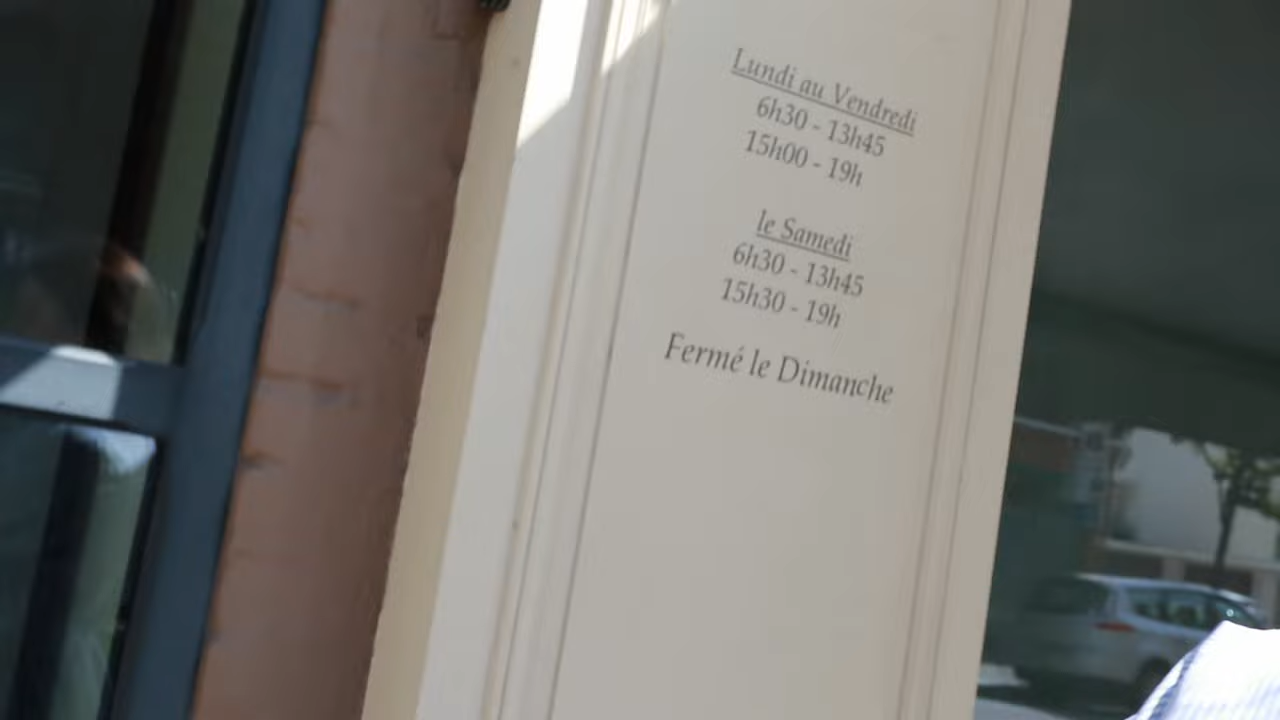 Lundi au Vendredi
6h30 - 13h45
15h00 - 19h
le Samedi
6h30 - 13h45
15h30 - 19h
Fermé le Dimanche